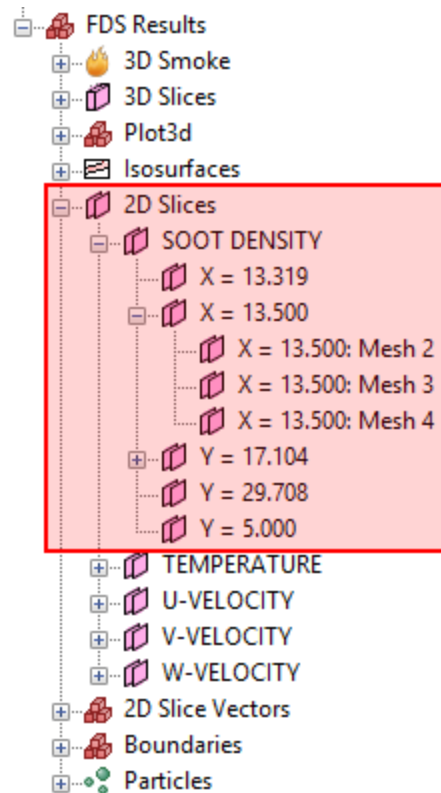 FDS Results
3D Smoke
3D Slices
Plot3d
Isosurfaces
2D Slices
SOOT DENSITY
X = 13.319
X = 13.500
X = 13.500: Mesh 2
X = 13.500: Mesh 3
X = 13.500: Mesh 4
Y = 17.104
Y = 29.708
Y = 5.000
TEMPERATURE
U-VELOCITY
V-VELOCITY
W-VELOCITY
2D Slice Vectors
Boundaries
Particles